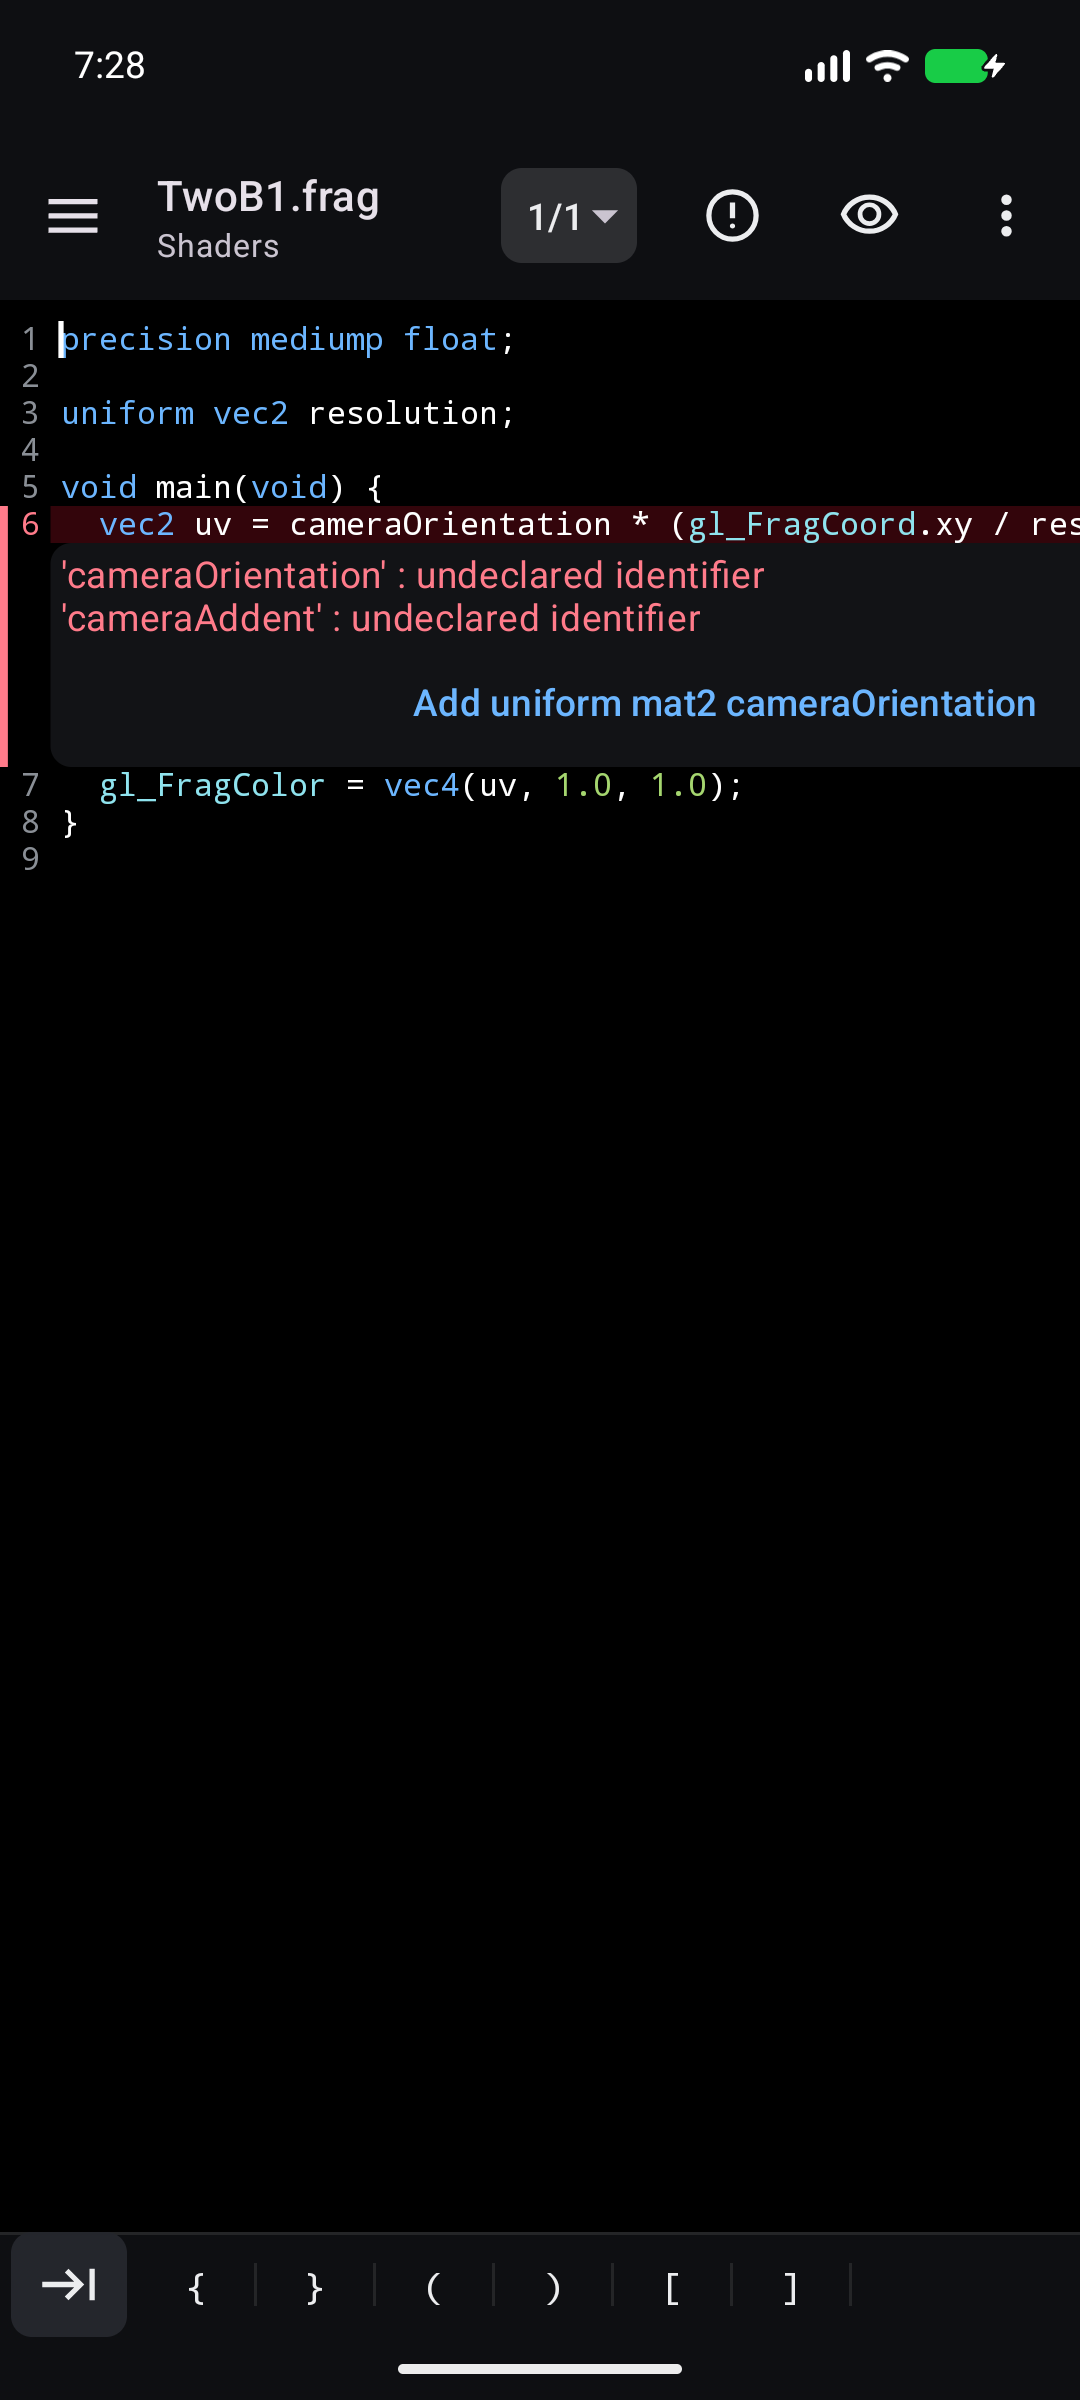 7:28
TwoB1.frag
Shaders
1/1
1 precision mediump float;
2
3 uniform vec2 resolution;
4
5 void main(void) {
6 vec2 uv = cameraOrientation * (gl_FragCoord.xy / res
'cameraOrientation' : undeclared identifier
'cameraAddent' : undeclared identifier
Add uniform mat2 cameraOrientation
7 gl_FragColor = vec4(uv, 1.0, 1.0);
8 }
9
{ } ( ) [ ]